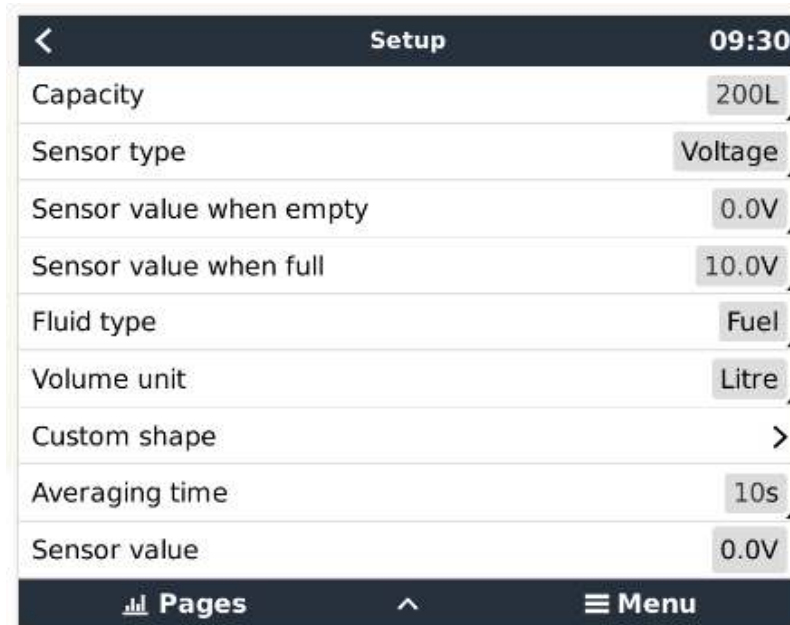 Setup 09:30
Capacity 200L
Sensor type Voltage
Sensor value when empty 0.0V
Sensor value when full 10.0V
Fluid type Fuel
Volume unit Litre
Custom shape
Averaging time 10s
Sensor value 0.0V
Pages Menu